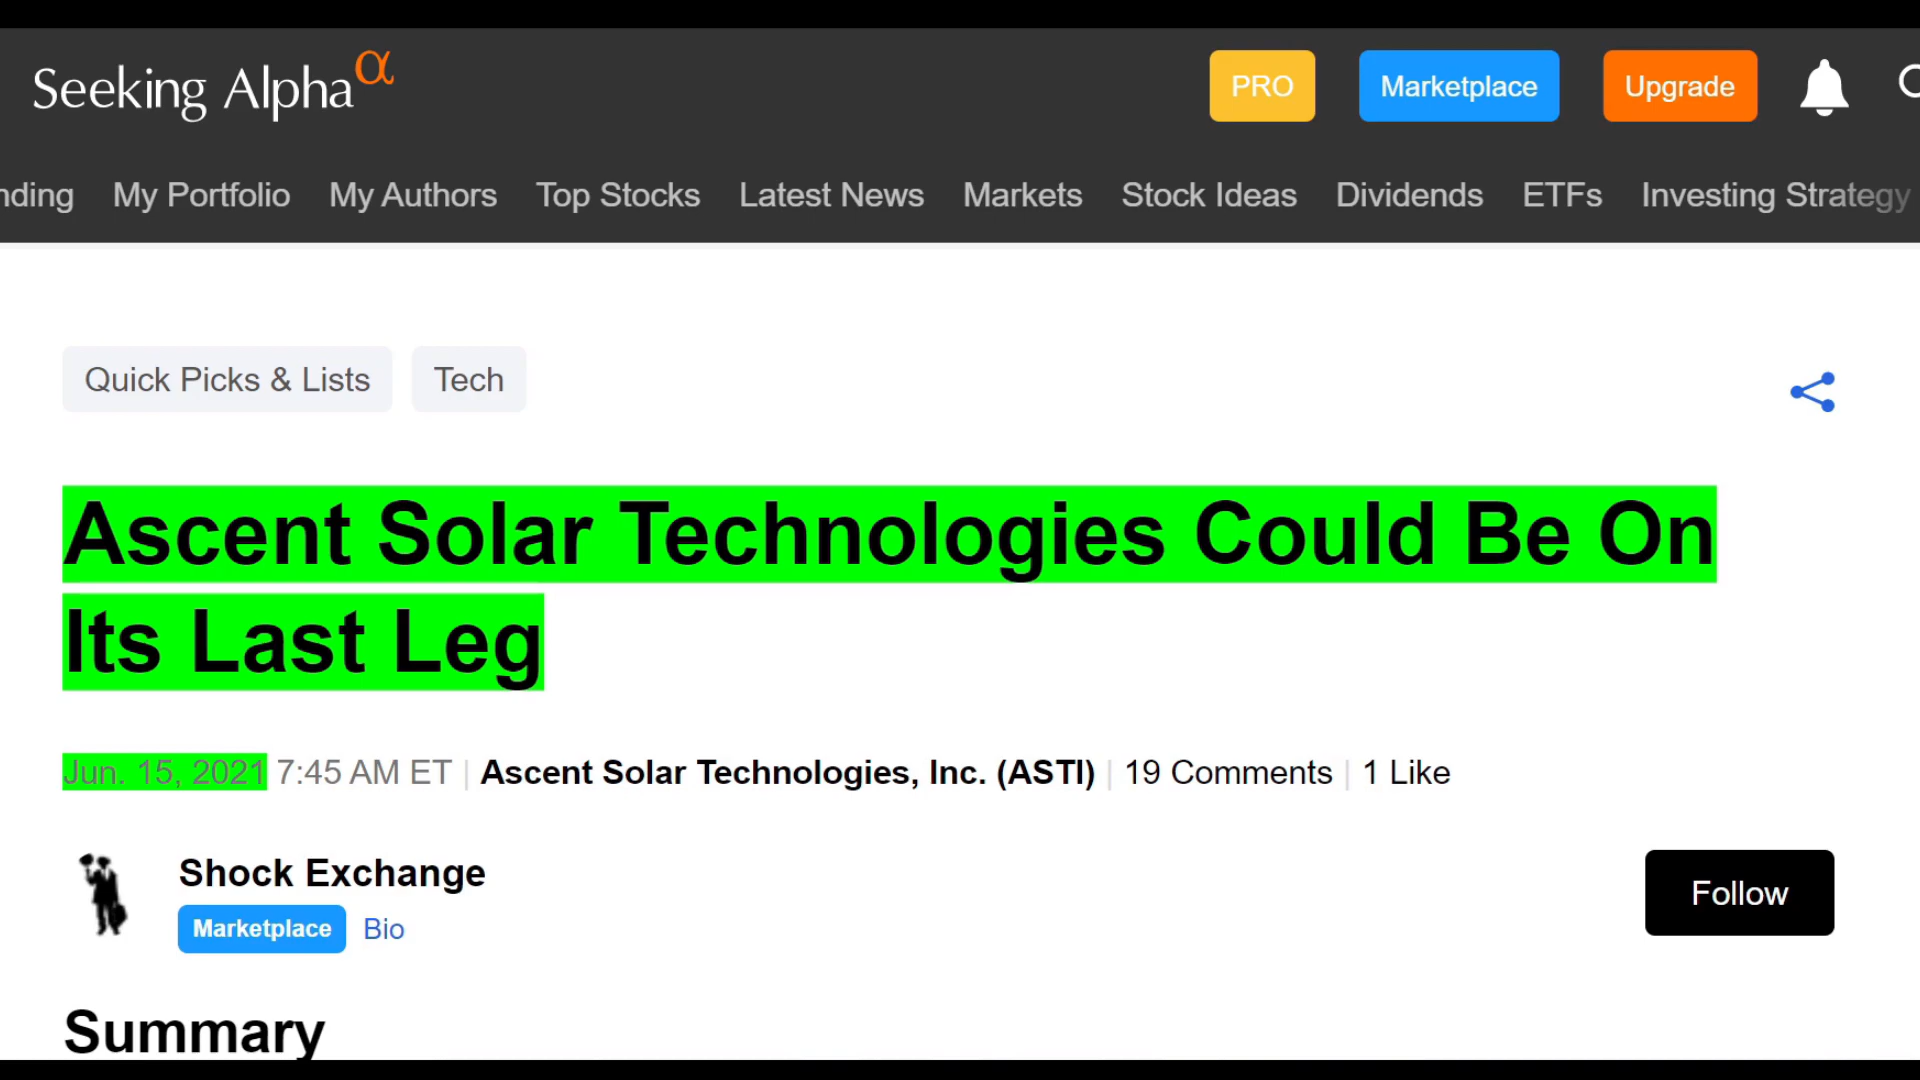 Seeking Alpha α
PRO Marketplace Upgrade
nding My Portfolio My Authors Top Stocks Latest News Markets Stock Ideas Dividends ETFs Investing Strategy
Quick Picks & Lists Tech
Ascent Solar Technologies Could Be On
Its Last Leg
Jun. 15, 2021 7:45 AM ET | Ascent Solar Technologies, Inc. (ASTI) | 19 Comments | 1 Like
Shock Exchange
Marketplace Bio
Follow
Summary